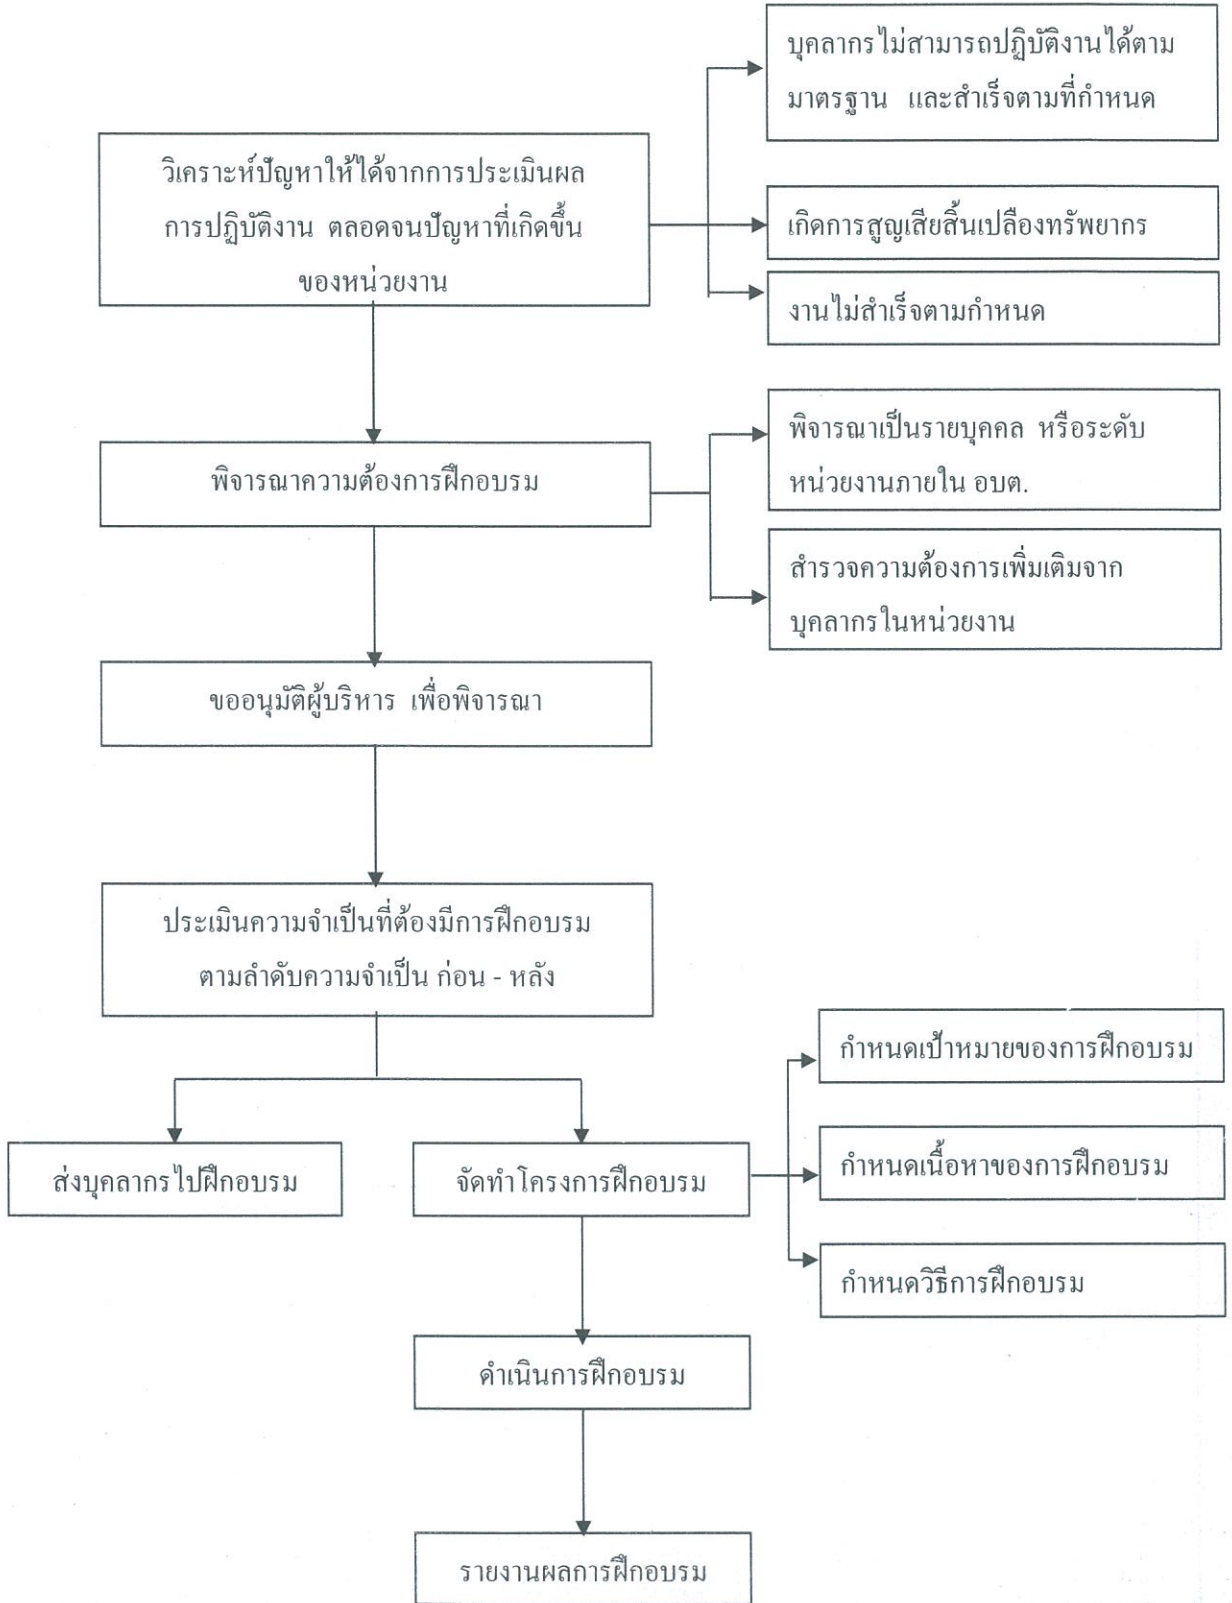 บุคลากรไม่สามารถปฏิบัติงานได้ตาม
มาตรฐาน และสำเร็จตามที่กำหนด
วิเคราะห์ปัญหาให้ได้จากการประเมินผล
การปฏิบัติงาน ตลอดจนปัญหาที่เกิดขึ้น
ของหน่วยงาน
เกิดการสูญเสียสิ้นเปลืองทรัพยากร
งานไม่สำเร็จตามกำหนด
พิจารณาความต้องการฝึกอบรม
พิจารณาเป็นรายบุคคล หรือระดับ
หน่วยงานภายใน อบต.
สำรวจความต้องการเพิ่มเติมจาก
บุคลากรในหน่วยงาน
ขออนุมัติผู้บริหาร เพื่อพิจารณา
ประเมินความจำเป็นที่ต้องมีการฝึกอบรม
ตามลำดับความจำเป็น ก่อน - หลัง
ส่งบุคลากรไปฝึกอบรม
จัดทำโครงการฝึกอบรม
กำหนดเป้าหมายของการฝึกอบรม
กำหนดเนื้อหาของการฝึกอบรม
กำหนดวิธีการฝึกอบรม
ดำเนินการฝึกอบรม
รายงานผลการฝึกอบรม